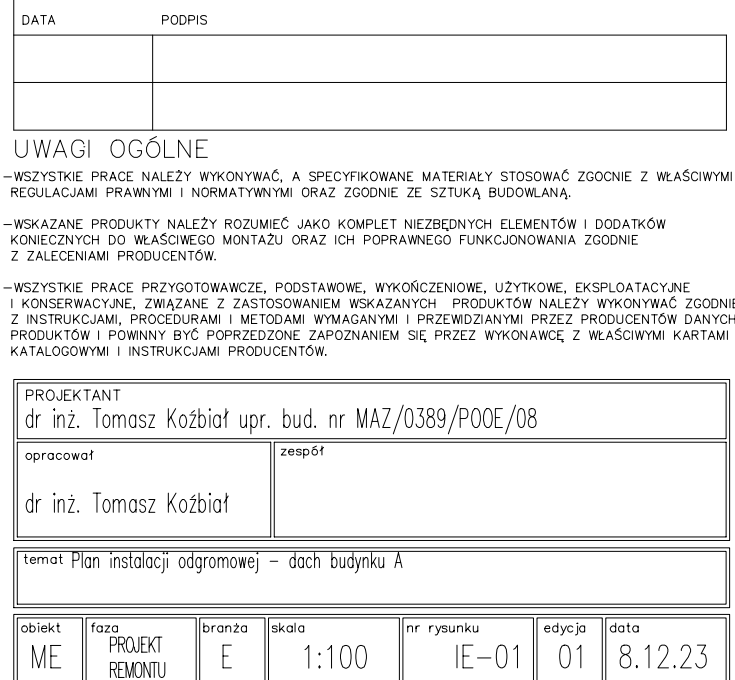 DATA PODPIS
UWAGI OGÓLNE
–WSZYSTKIE PRACE NALEŻY WYKONYWAĆ, A SPECYFIKOWANE MATERIAŁY STOSOWAĆ ZGOCNIE Z WŁAŚCIWYMI
REGULACJAMI PRAWNYMI I NORMATYWNYMI ORAZ ZGODNIE ZE SZTUKĄ BUDOWLANĄ.
–WSKAZANE PRODUKTY NALEŻY ROZUMIEĆ JAKO KOMPLET NIEZBĘDNYCH ELEMENTÓW I DODATKÓW
KONIECZNYCH DO WŁAŚCIWEGO MONTAŻU ORAZ ICH POPRAWNEGO FUNKCJONOWANIA ZGODNIE
Z ZALECENIAMI PRODUCENTÓW.
–WSZYSTKIE PRACE PRZYGOTOWAWCZE, PODSTAWOWE, WYKOŃCZENIOWE, UŻYTKOWE, EKSPLOATACYJNE
I KONSERWACYJNE, ZWIĄZANE Z ZASTOSOWANIEM WSKAZANYCH PRODUKTÓW NALEŻY WYKONYWAĆ ZGODNIE
Z INSTRUKCJAMI, PROCEDURAMI I METODAMI WYMAGANYMI I PRZEWIDZIANYMI PRZEZ PRODUCENTÓW DANYCH
PRODUKTÓW I POWINNY BYĆ POPRZEDZONE ZAPOZNANIEM SIĘ PRZEZ WYKONAWCĘ Z WŁAŚCIWYMI KARTAMI
KATALOGOWYMI I INSTRUKCJAMI PRODUCENTÓW.
PROJEKTANT
dr inż. Tomasz Koźbiał upr. bud. nr MAZ/0389/POOE/08
opracował
dr inż. Tomasz Koźbiał
zespół
temat Plan instalacji odgromowej – dach budynku A
obiekt
ME
faza
PROJEKT
REMONTU
branża
E
skala
1:100
nr rysunku
IE–01
edycja
01
data
8.12.23